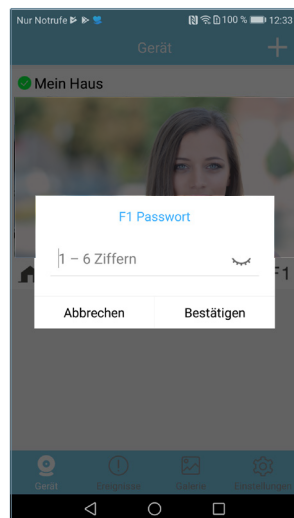 Nur Notrufe 100 % 12:33
Gerät +
Mein Haus
F1 Passwort
1 – 6 Ziffern
F1
Abbrechen Bestätigen
Gerät Ereignisse Galerie Einstellungen